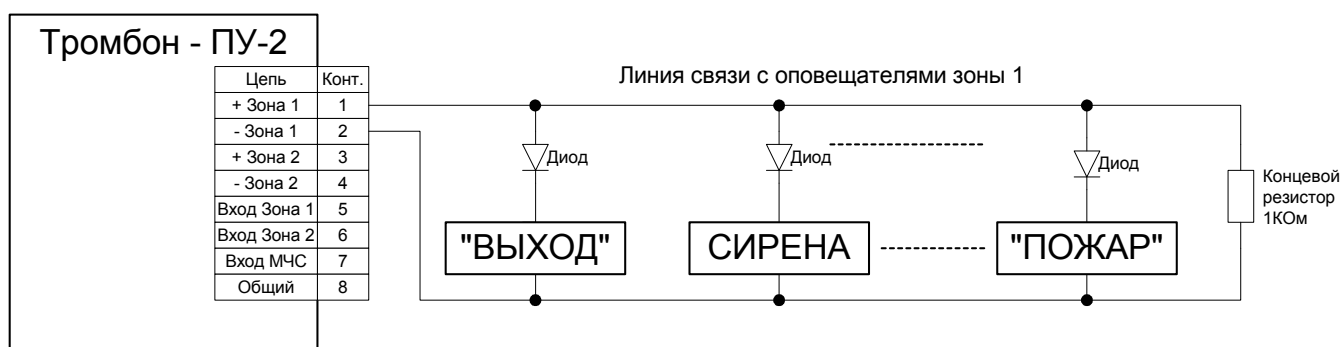 Тромбон - ПУ-2
Цепь Конт.
+ Зона 1 1
- Зона 1 2
+ Зона 2 3
- Зона 2 4
Вход Зона 1 5
Вход Зона 2 6
Вход МЧС 7
Общий 8
Линия связи с оповещателями зоны 1
Диод
Диод
Диод
"ВЫХОД"
СИРЕНА
"ПОЖАР"
Концевой
резистор
1КОм